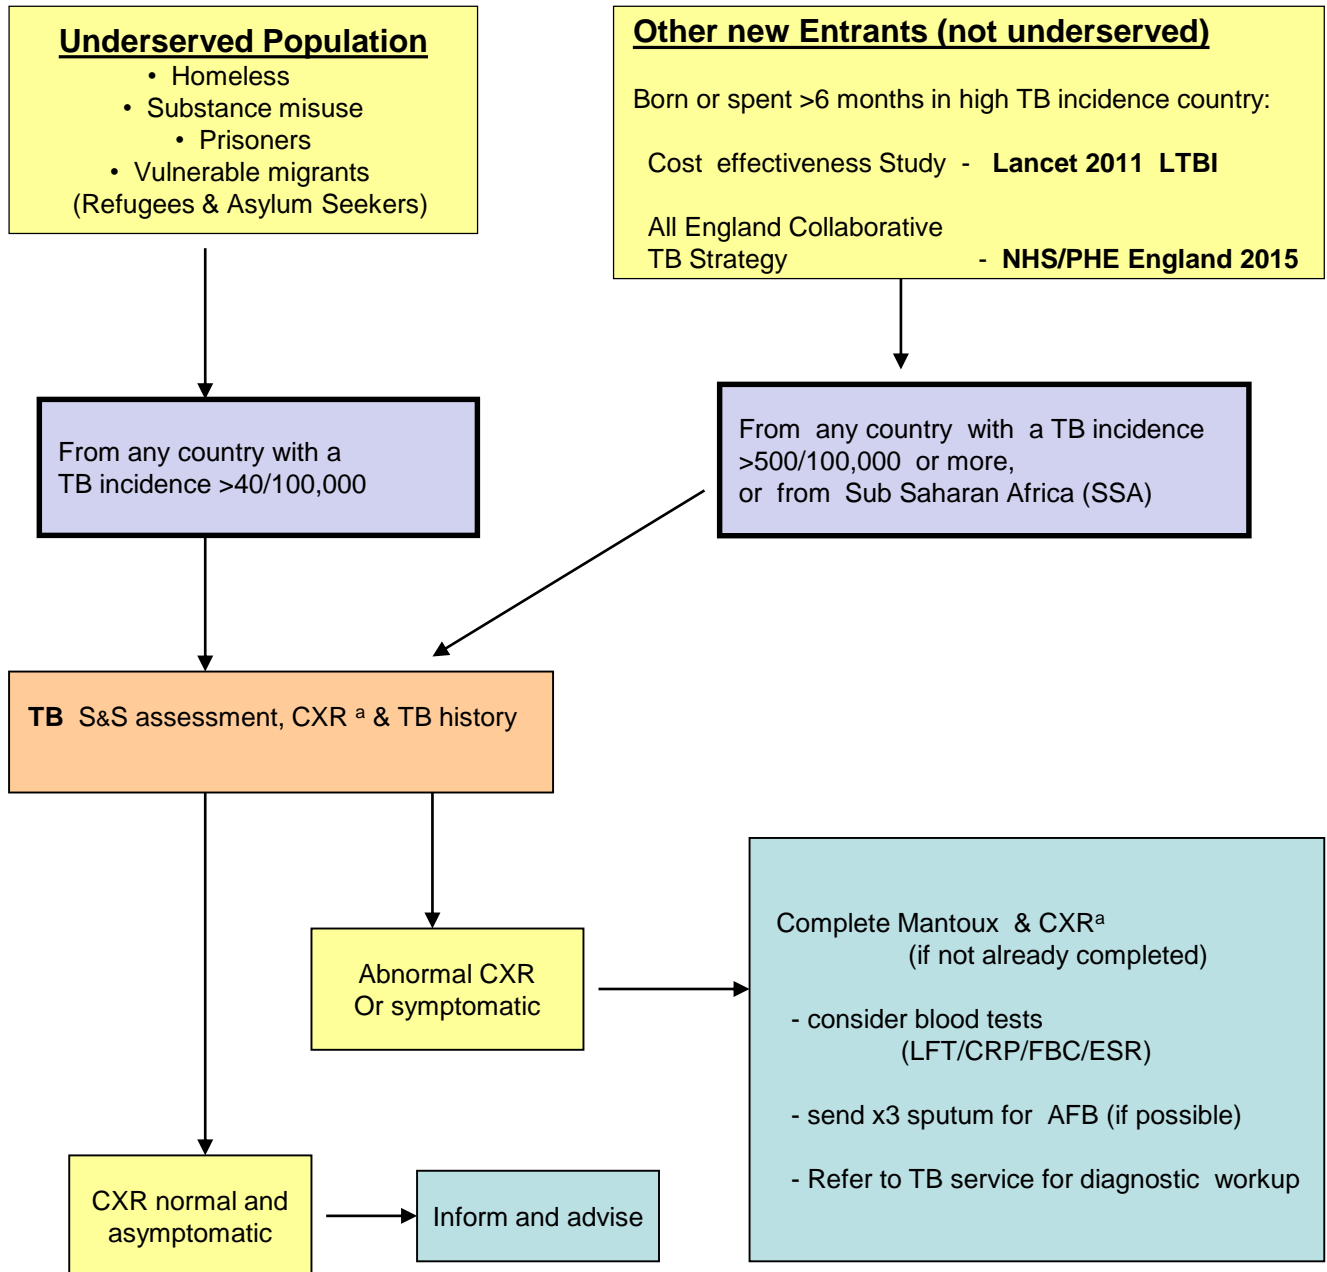 Underserved Population
• Homeless
• Substance misuse
• Prisoners
• Vulnerable migrants
(Refugees & Asylum Seekers)
Other new Entrants (not underserved)
Born or spent >6 months in high TB incidence country:
Cost effectiveness Study - Lancet 2011 LTBI
All England Collaborative
TB Strategy - NHS/PHE England 2015
From any country with a
TB incidence >40/100,000
From any country with a TB incidence
>500/100,000 or more,
or from Sub Saharan Africa (SSA)
TB S&S assessment, CXR ª & TB history
Abnormal CXR
Or symptomatic
Complete Mantoux & CXRª
(if not already completed)
- consider blood tests
(LFT/CRP/FBC/ESR)
- send x3 sputum for AFB (if possible)
- Refer to TB service for diagnostic workup
CXR normal and
asymptomatic
Inform and advise